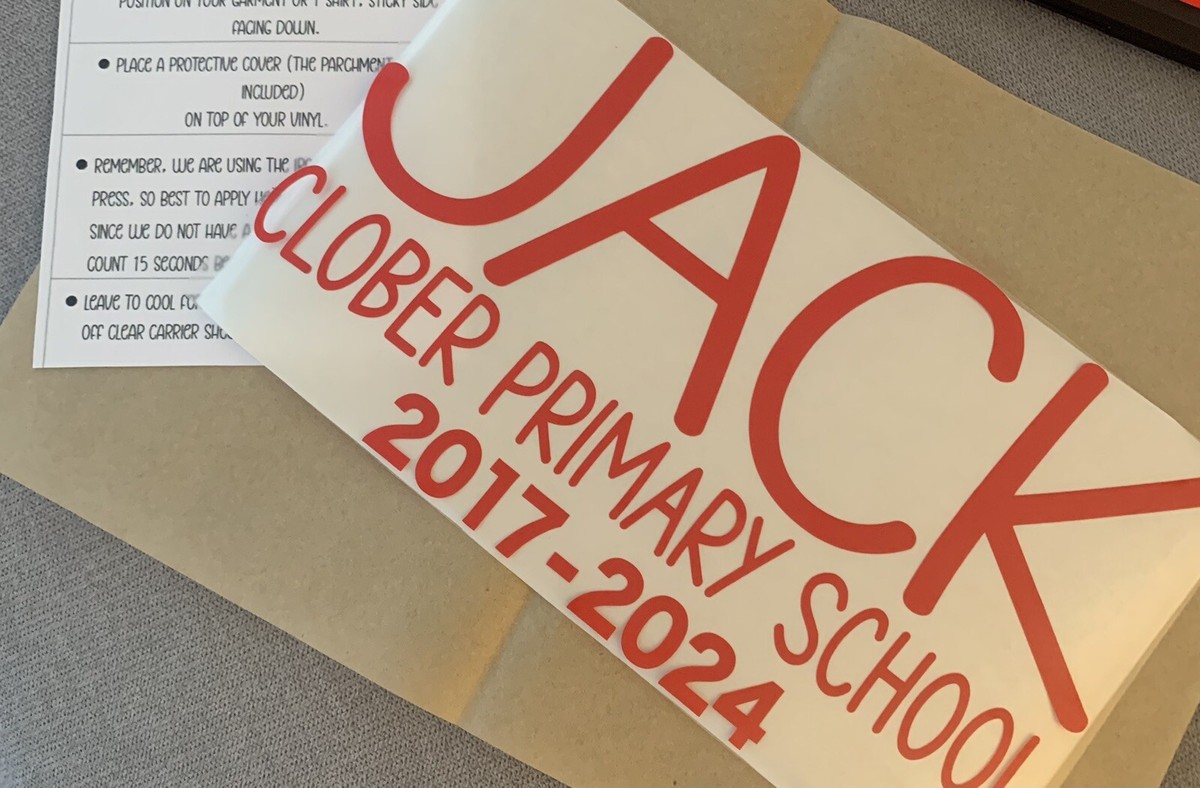 POSITION ON YOUR GARMENT OR T SHIRT. STICKY SIDE
FACING DOWN.
● PLACE A PROTECTIVE COVER (THE PARCHMENT
INCLUDED)
ON TOP OF YOUR VINYL.
● REMEMBER, WE ARE USING THE
PRESS, SO BEST TO APPLY
SINCE WE DO NOT HAVE A
COUNT 15 SECONDS
● LEAVE TO COOL FOR
OFF CLEAR CARRIER
JACK
CLOBER PRIMARY SCHOOL
2017-2024